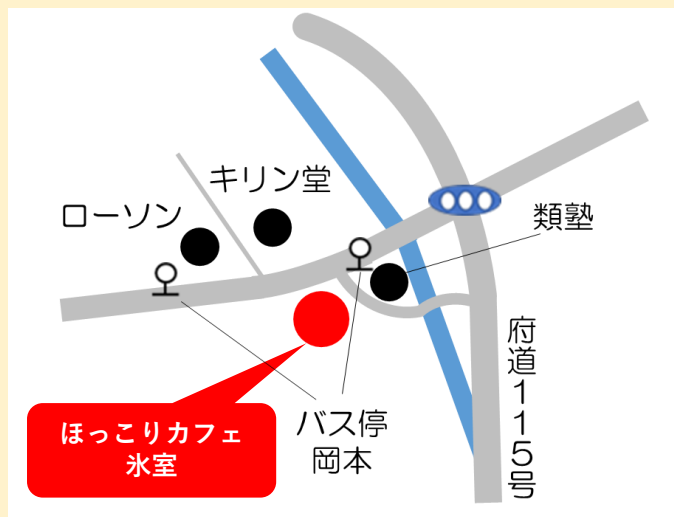 キリン堂
ローソン
類塾
府道115号
バス停
岡本
ほっこりカフェ
氷室